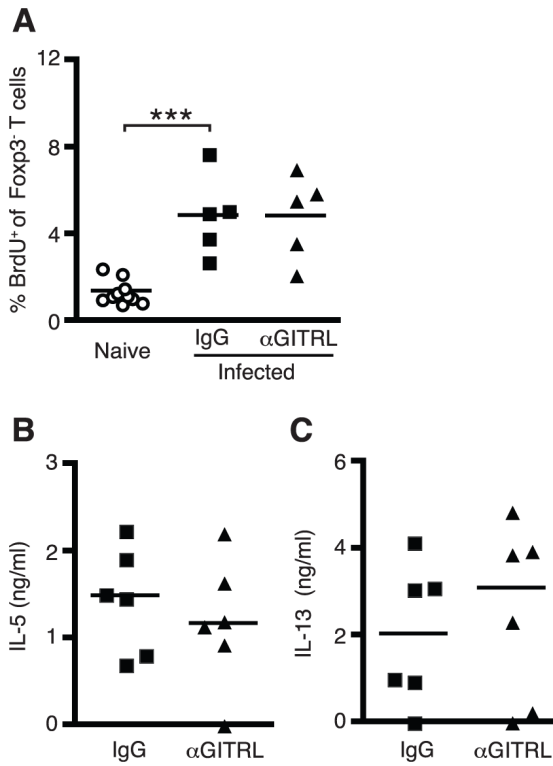 A
% BrdU⁺ of Foxp3⁻ T cells
12
8
4
0
***
Naive
IgG
αGITRL
Infected
B
IL-5 (ng/ml)
3
2
1
0
IgG
αGITRL
C
IL-13 (ng/ml)
6
4
2
0
IgG
αGITRL